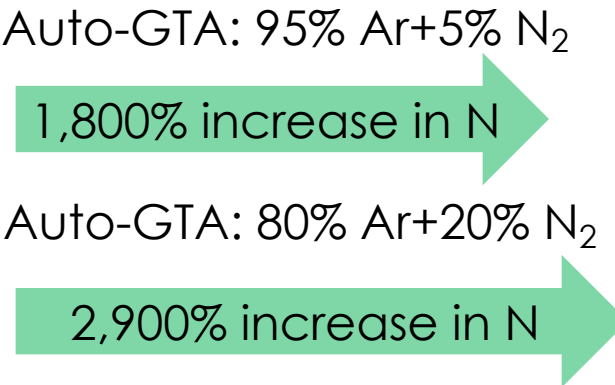 Auto-GTA: 95% Ar+5% N₂
1,800% increase in N
Auto-GTA: 80% Ar+20% N₂
2,900% increase in N